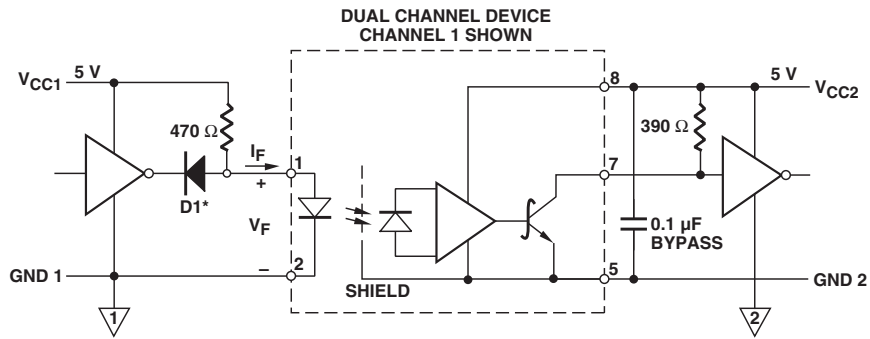 DUAL CHANNEL DEVICE
CHANNEL 1 SHOWN
VCC1 5 V
470 Ω
IF
+
D1*
VF
–
GND 1
1
1
2
SHIELD
8
7
5
5 V
VCC2
390 Ω
0.1 µF
BYPASS
GND 2
2